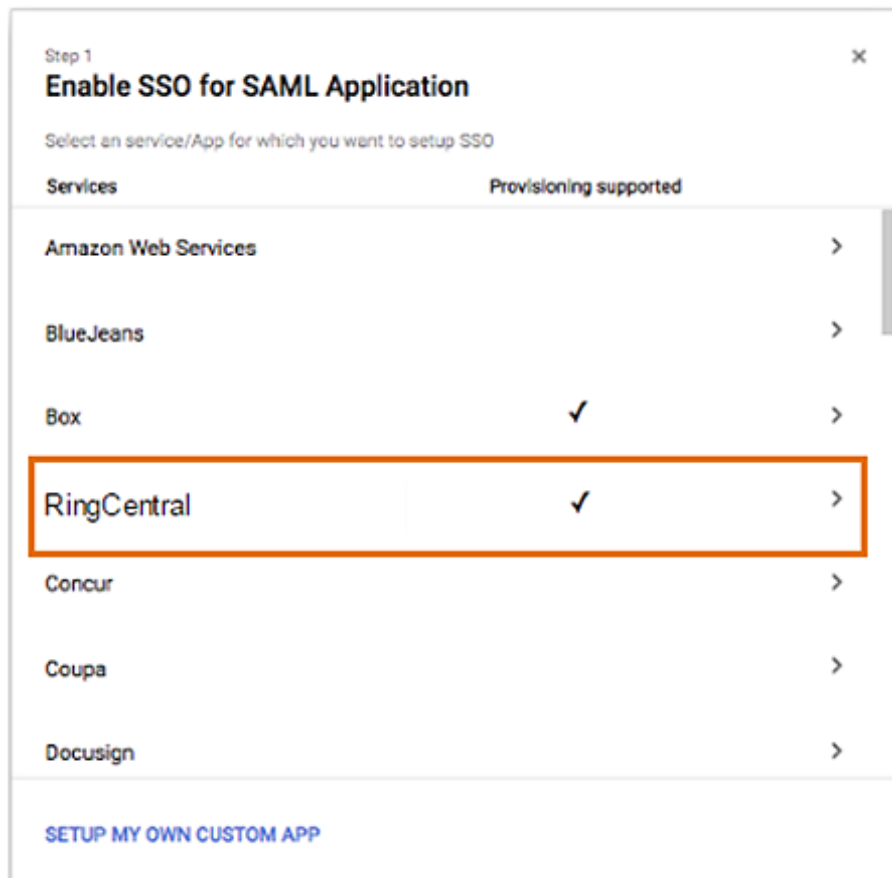 Step 1
Enable SSO for SAML Application
Select an service/App for which you want to setup SSO
Services Provisioning supported
Amazon Web Services
BlueJeans
Box ✓
RingCentral ✓
Concur
Coupa
Docusign
SETUP MY OWN CUSTOM APP